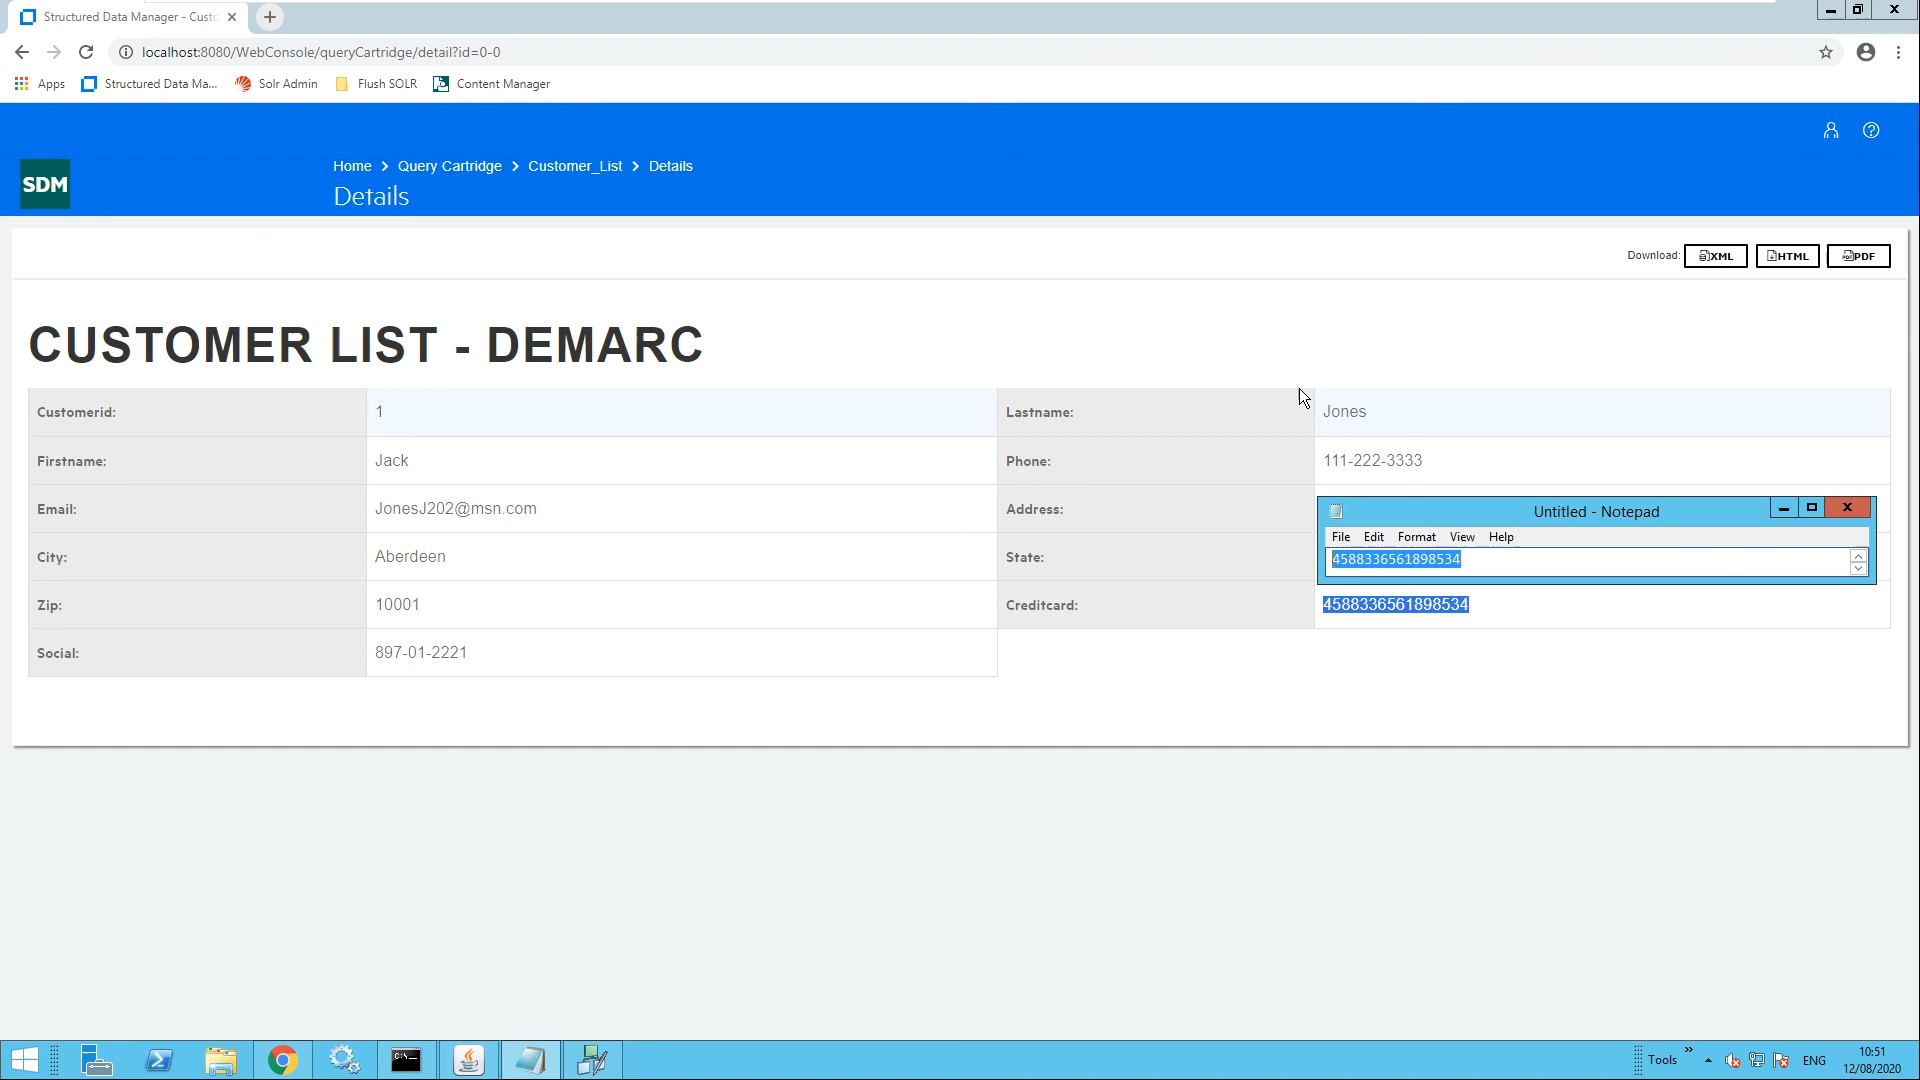 Structured Data Manager - Custo
localhost:8080/WebConsole/queryCartridge/detail?id=0-0
Apps
Structured Data Ma...
Solr Admin
Flush SOLR
Content Manager
SDM
Home > Query Cartridge > Customer_List > Details
Details
Download: XML HTML PDF
CUSTOMER LIST - DEMARC
Customerid: 1 Lastname: Jones
Firstname: Jack Phone: 111-222-3333
Email: JonesJ202@msn.com Address:
Untitled - Notepad
File Edit Format View Help
4588336561898534
City: Aberdeen State:
Zip: 10001 Creditcard: 4588336561898534
Social: 897-01-2221
Tools
ENG
10:51
12/08/2020